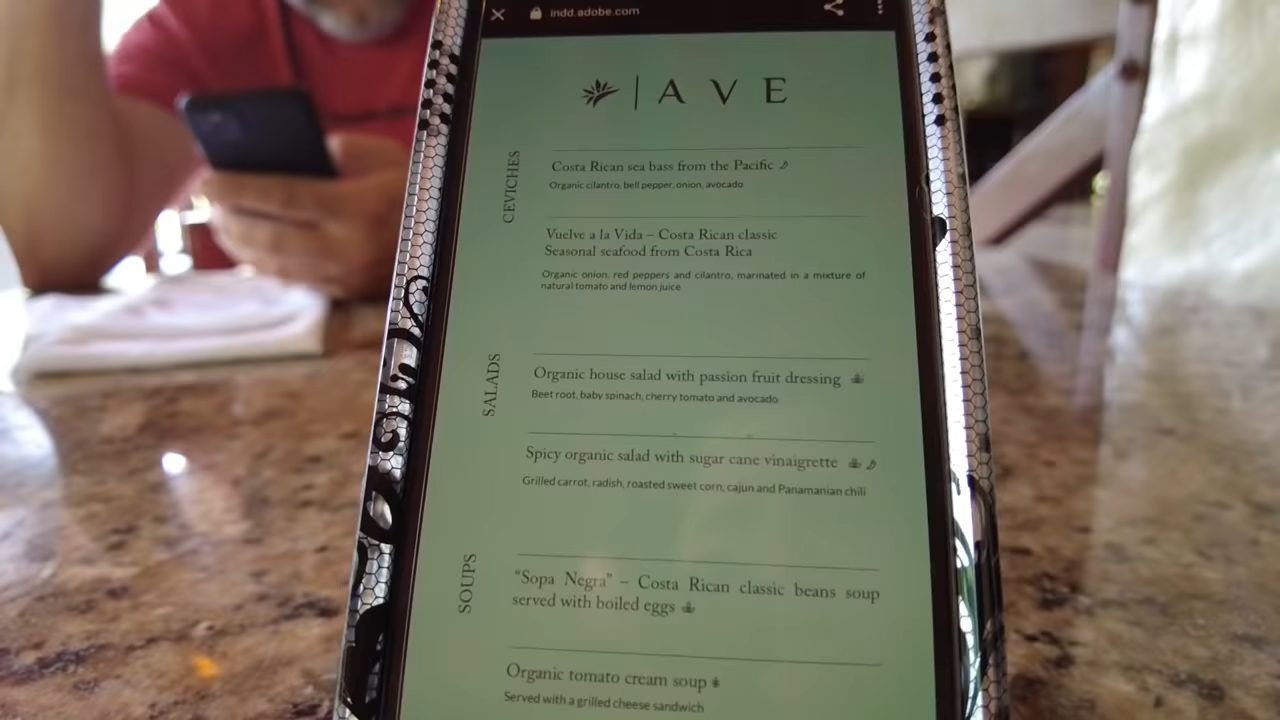 indd.adobe.com
AVE
CEVICHES
Costa Rican sea bass from the Pacific
Organic cilantro, bell pepper, onion, avocado
Vuelve a la Vida – Costa Rican classic
Seasonal seafood from Costa Rica
Organic onion, red peppers and cilantro, marinated in a mixture of
natural tomato and lemon juice
SALADS
Organic house salad with passion fruit dressing
Beet root, baby spinach, cherry tomato and avocado
Spicy organic salad with sugar cane vinaigrette
Grilled carrot, radish, roasted sweet corn, cajun and Panamanian chili
SOUPS
"Sopa Negra" – Costa Rican classic beans soup
served with boiled eggs
Organic tomato cream soup
Served with a grilled cheese sandwich